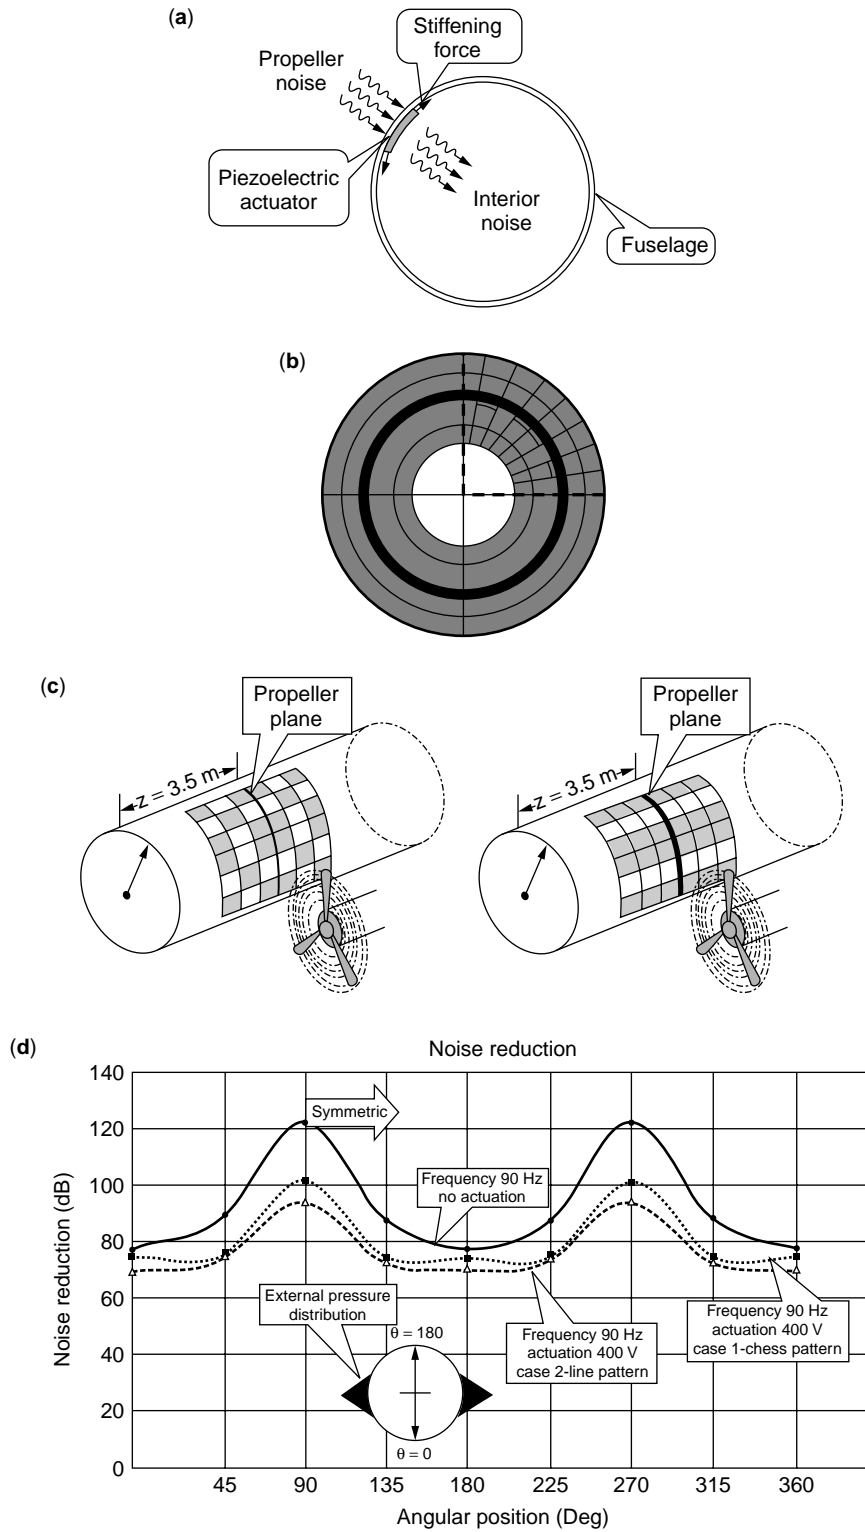 (a)
Stiffening
force
Propeller
noise
Piezoelectric
actuator
Interior
noise
Fuselage
(b)
(c)
Propeller
plane
z = 3.5 m
Propeller
plane
z = 3.5 m
(d)
Noise reduction
Noise reduction (dB)
140
120
100
80
60
40
20
0
Symmetric
Frequency 90 Hz
no actuation
External pressure
distribution
θ = 180
θ = 0
Frequency 90 Hz
actuation 400 V
case 2-line pattern
Frequency 90 Hz
actuation 400 V
case 1-chess pattern
45 90 135 180 225 270 315 360
Angular position (Deg)